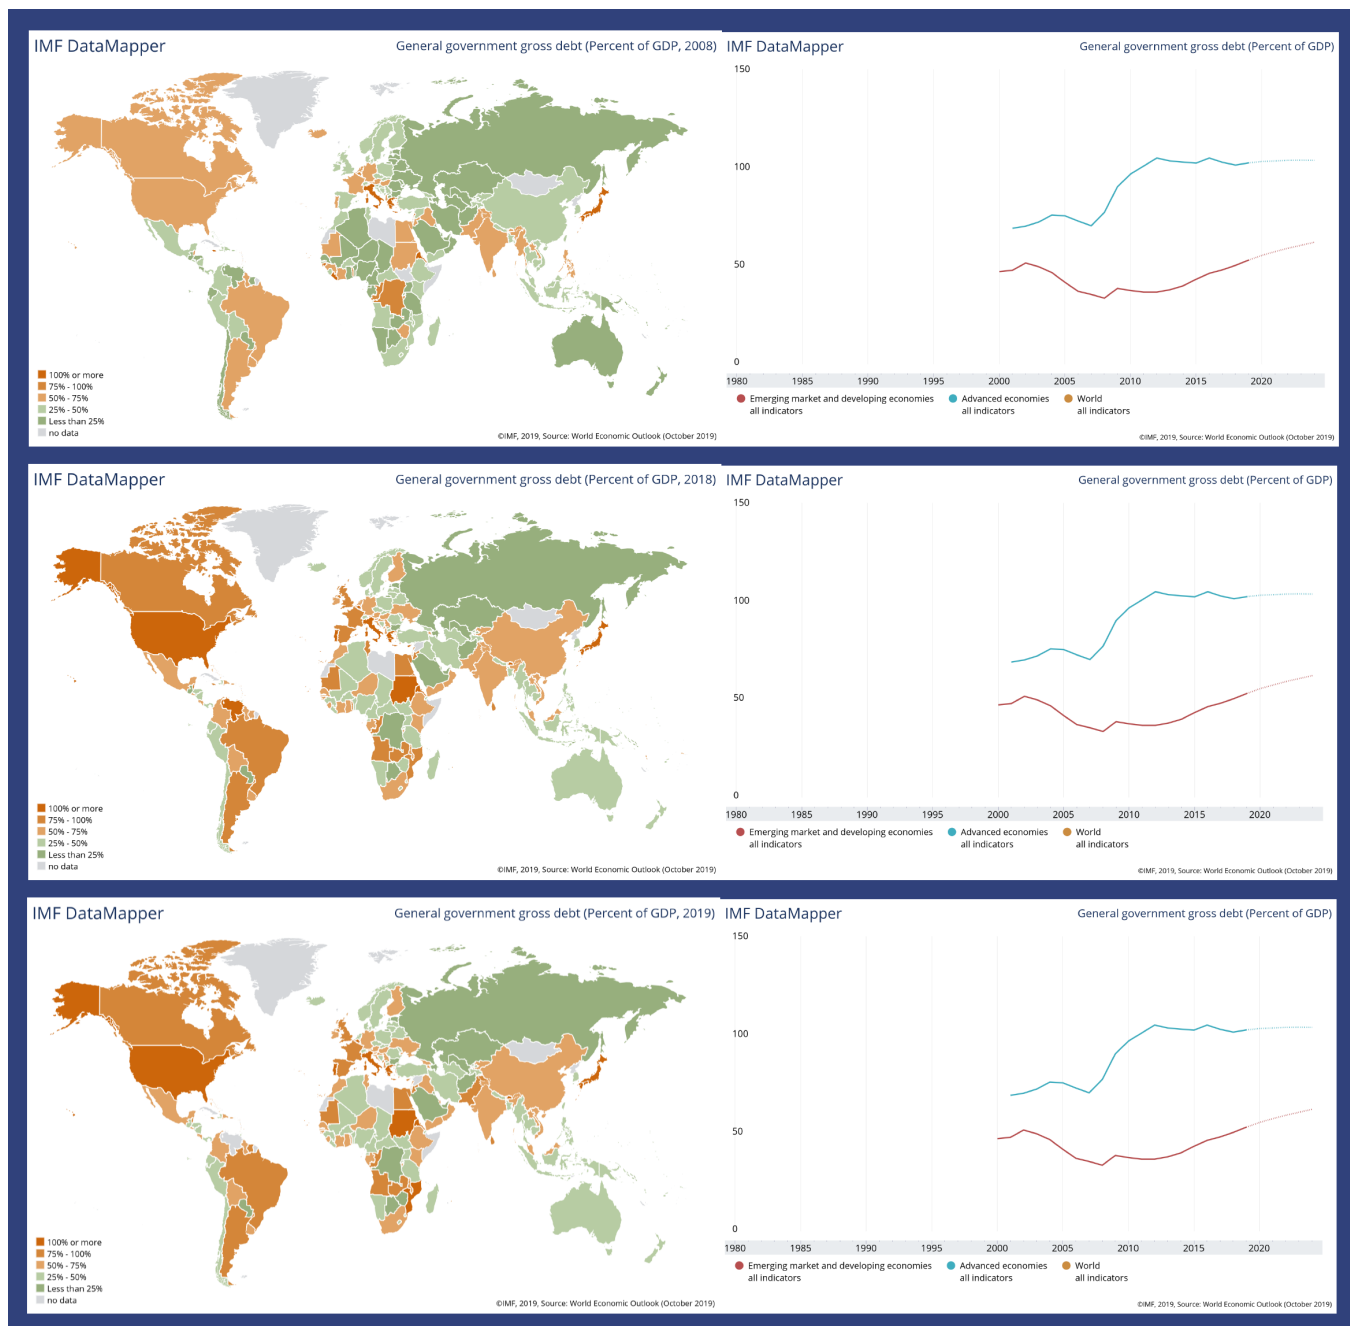 IMF DataMapper
General government gross debt (Percent of GDP, 2008)
100% or more
75% - 100%
50% - 75%
25% - 50%
Less than 25%
no data
©IMF, 2019, Source: World Economic Outlook (October 2019)
IMF DataMapper
General government gross debt (Percent of GDP)
150
100
50
0
1980 1985 1990 1995 2000 2005 2010 2015 2020
Emerging market and developing economies Advanced economies World
all indicators all indicators all indicators
©IMF, 2019, Source: World Economic Outlook (October 2019)
IMF DataMapper
General government gross debt (Percent of GDP, 2018)
100% or more
75% - 100%
50% - 75%
25% - 50%
Less than 25%
no data
©IMF, 2019, Source: World Economic Outlook (October 2019)
IMF DataMapper
General government gross debt (Percent of GDP)
150
100
50
0
1980 1985 1990 1995 2000 2005 2010 2015 2020
Emerging market and developing economies Advanced economies World
all indicators all indicators all indicators
©IMF, 2019, Source: World Economic Outlook (October 2019)
IMF DataMapper
General government gross debt (Percent of GDP, 2019)
100% or more
75% - 100%
50% - 75%
25% - 50%
Less than 25%
no data
©IMF, 2019, Source: World Economic Outlook (October 2019)
IMF DataMapper
General government gross debt (Percent of GDP)
150
100
50
0
1980 1985 1990 1995 2000 2005 2010 2015 2020
Emerging market and developing economies Advanced economies World
all indicators all indicators all indicators
©IMF, 2019, Source: World Economic Outlook (October 2019)